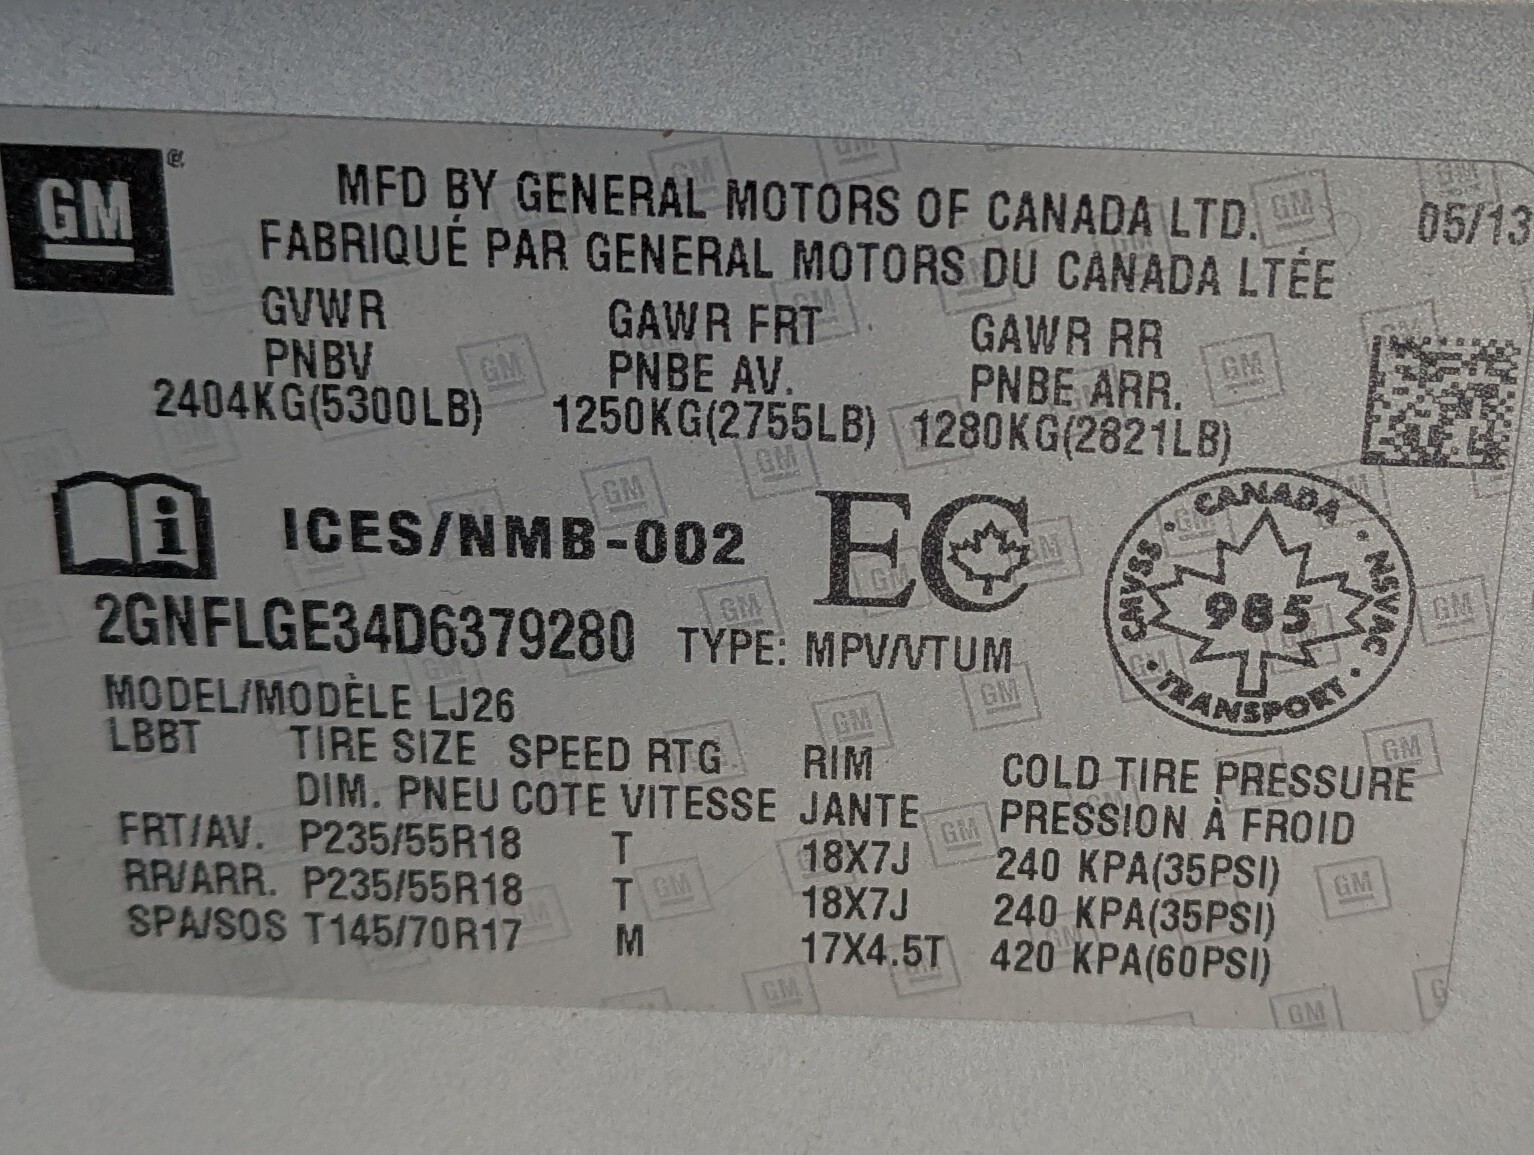 GM
MFD BY GENERAL MOTORS OF CANADA LTD. 05/13
FABRIQUÉ PAR GENERAL MOTORS DU CANADA LTÉE
GVWR GAWR FRT GAWR RR
PNBV PNBE AV. PNBE ARR.
2404KG(5300LB) 1250KG(2755LB) 1280KG(2821LB)
i ICES/NMB-002 EC
CANADA · NSVAC · TRANSPORT · CMVSS ·
985
2GNFLGE34D6379280 TYPE: MPV/VTUM
MODEL/MODÈLE LJ26
LBBT TIRE SIZE SPEED RTG RIM COLD TIRE PRESSURE
DIM. PNEU COTE VITESSE JANTE PRESSION À FROID
FRT/AV. P235/55R18 T 18X7J 240 KPA(35PSI)
RR/ARR. P235/55R18 T 18X7J 240 KPA(35PSI)
SPA/SOS T145/70R17 M 17X4.5T 420 KPA(60PSI)